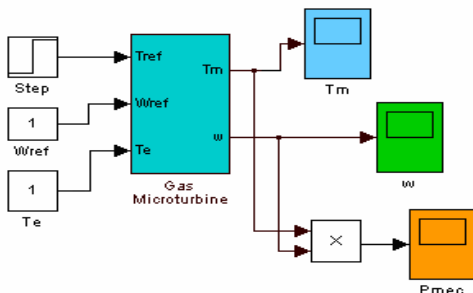 Step
1
Wref
1
Te
Tref
Wref
Te
Tm
w
Gas
Microturbine
Tm
w
×
Pmec